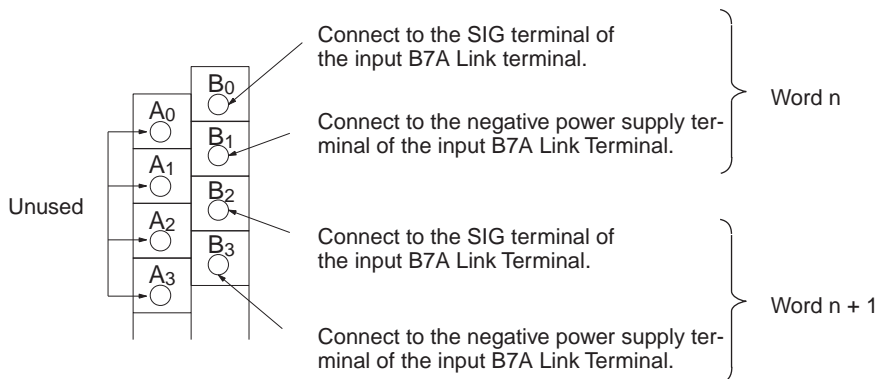 Connect to the SIG terminal of
the input B7A Link terminal.
Word n
Connect to the negative power supply ter-
minal of the input B7A Link Terminal.
B0
A0
B1
A1
B2
Unused
A2
B3
A3
Connect to the SIG terminal of
the input B7A Link Terminal.
Word n + 1
Connect to the negative power supply ter-
minal of the input B7A Link Terminal.